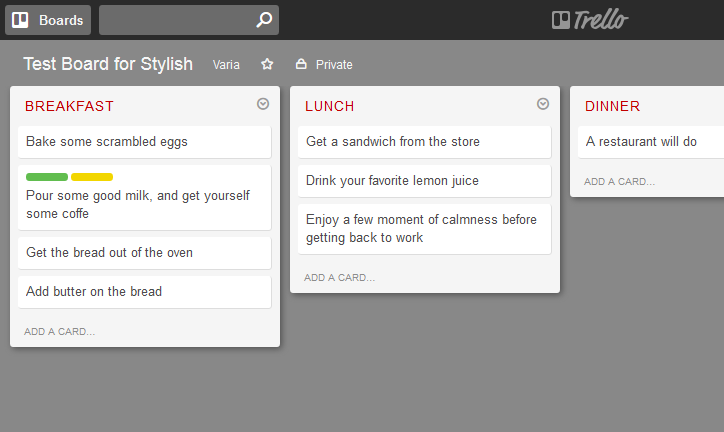 Boards
Trello
Test Board for Stylish Varia Private
BREAKFAST
Bake some scrambled eggs
Pour some good milk, and get yourself
some coffe
Get the bread out of the oven
Add butter on the bread
ADD A CARD...
LUNCH
Get a sandwich from the store
Drink your favorite lemon juice
Enjoy a few moment of calmness before
getting back to work
ADD A CARD...
DINNER
A restaurant will do
ADD A CARD...